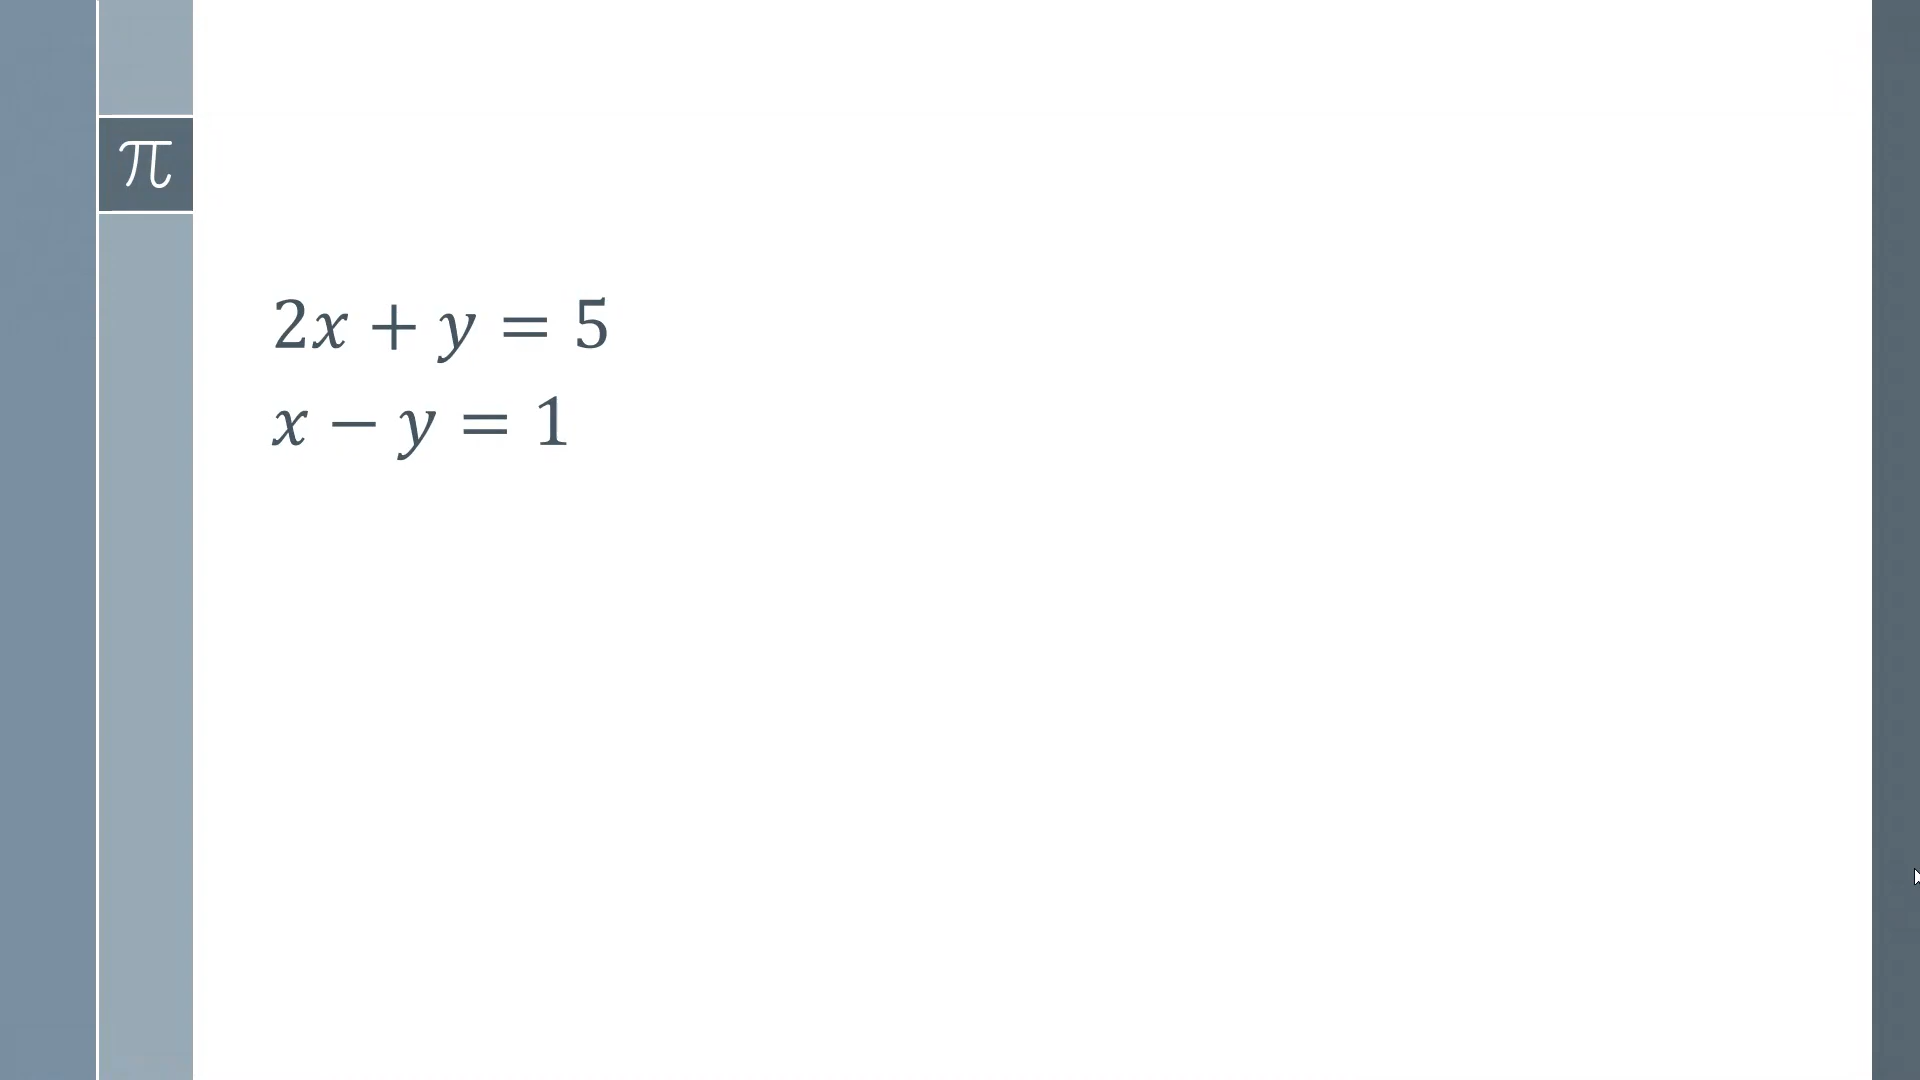 π
2x + y = 5
x − y = 1